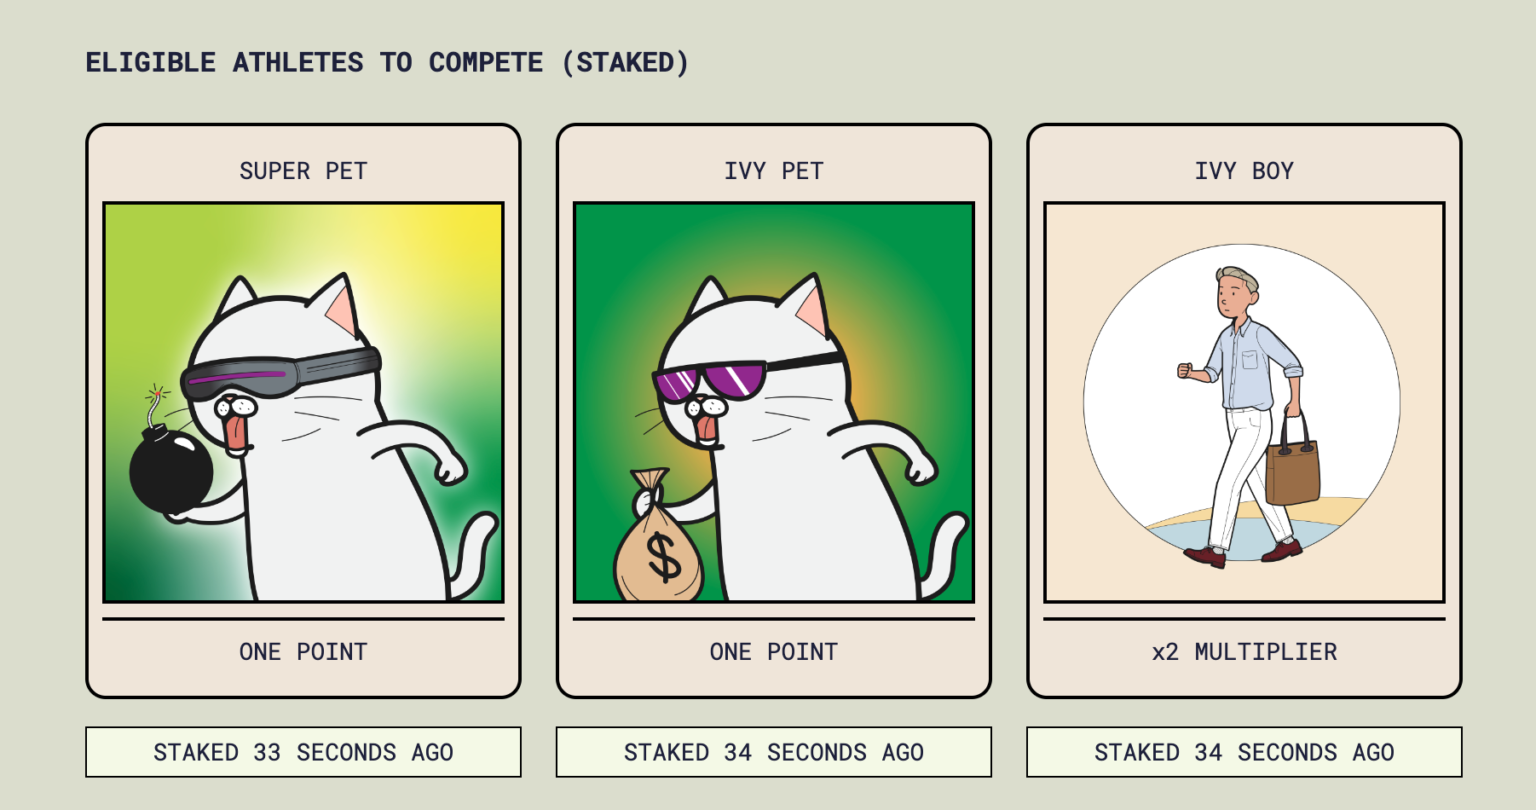 ELIGIBLE ATHLETES TO COMPETE (STAKED)
SUPER PET
IVY PET
IVY BOY
$
ONE POINT
ONE POINT
x2 MULTIPLIER
STAKED 33 SECONDS AGO
STAKED 34 SECONDS AGO
STAKED 34 SECONDS AGO